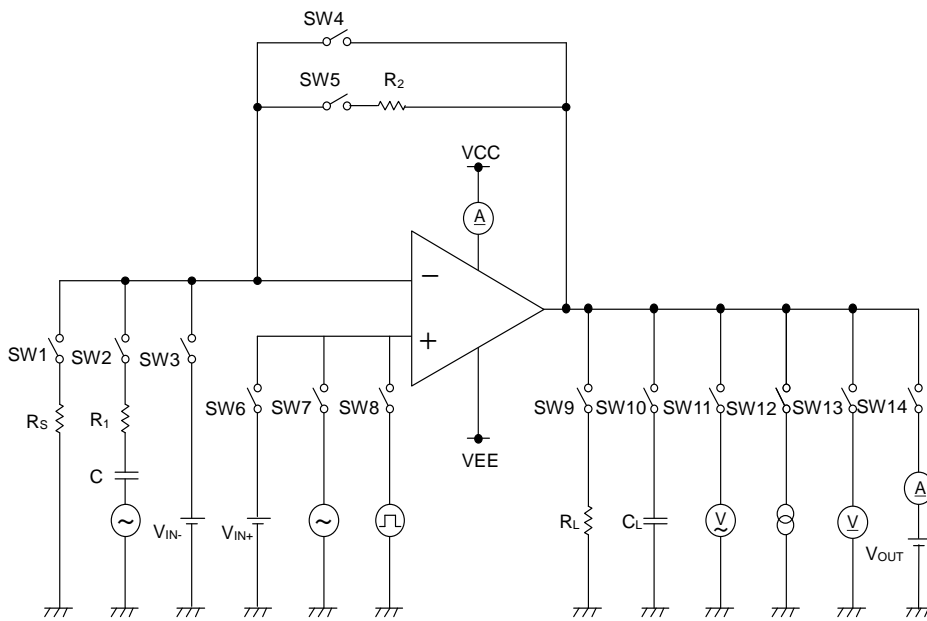 SW4
SW5 R2
VCC
A
−
+
SW1 SW2 SW3
SW6 SW7 SW8
SW9 SW10 SW11 SW12 SW13 SW14
RS R1
C
VEE
VIN- VIN+
RL CL V V A
VOUT